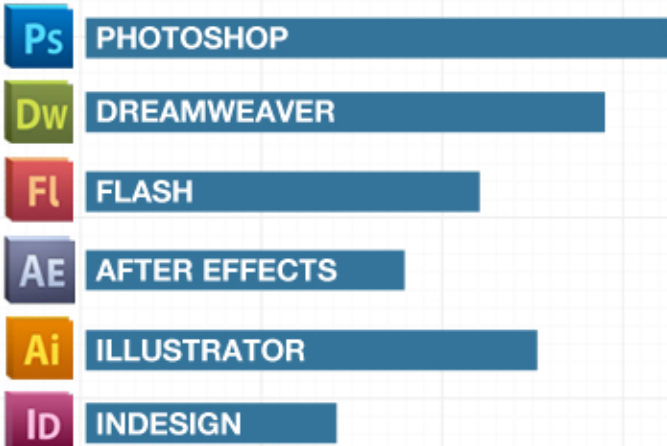 Ps PHOTOSHOP
Dw DREAMWEAVER
Fl FLASH
AE AFTER EFFECTS
Ai ILLUSTRATOR
ID INDESIGN